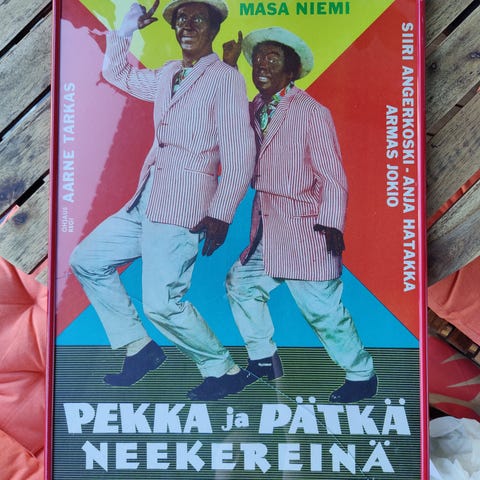 MASA NIEMI
SIIRI ANGERKOSKI - ANJA HATAKKA
ARMAS JOKIO
OHJAUS
REGI
AARNE TARKAS
PEKKA ja PÄTKÄ
NEEKEREINÄ